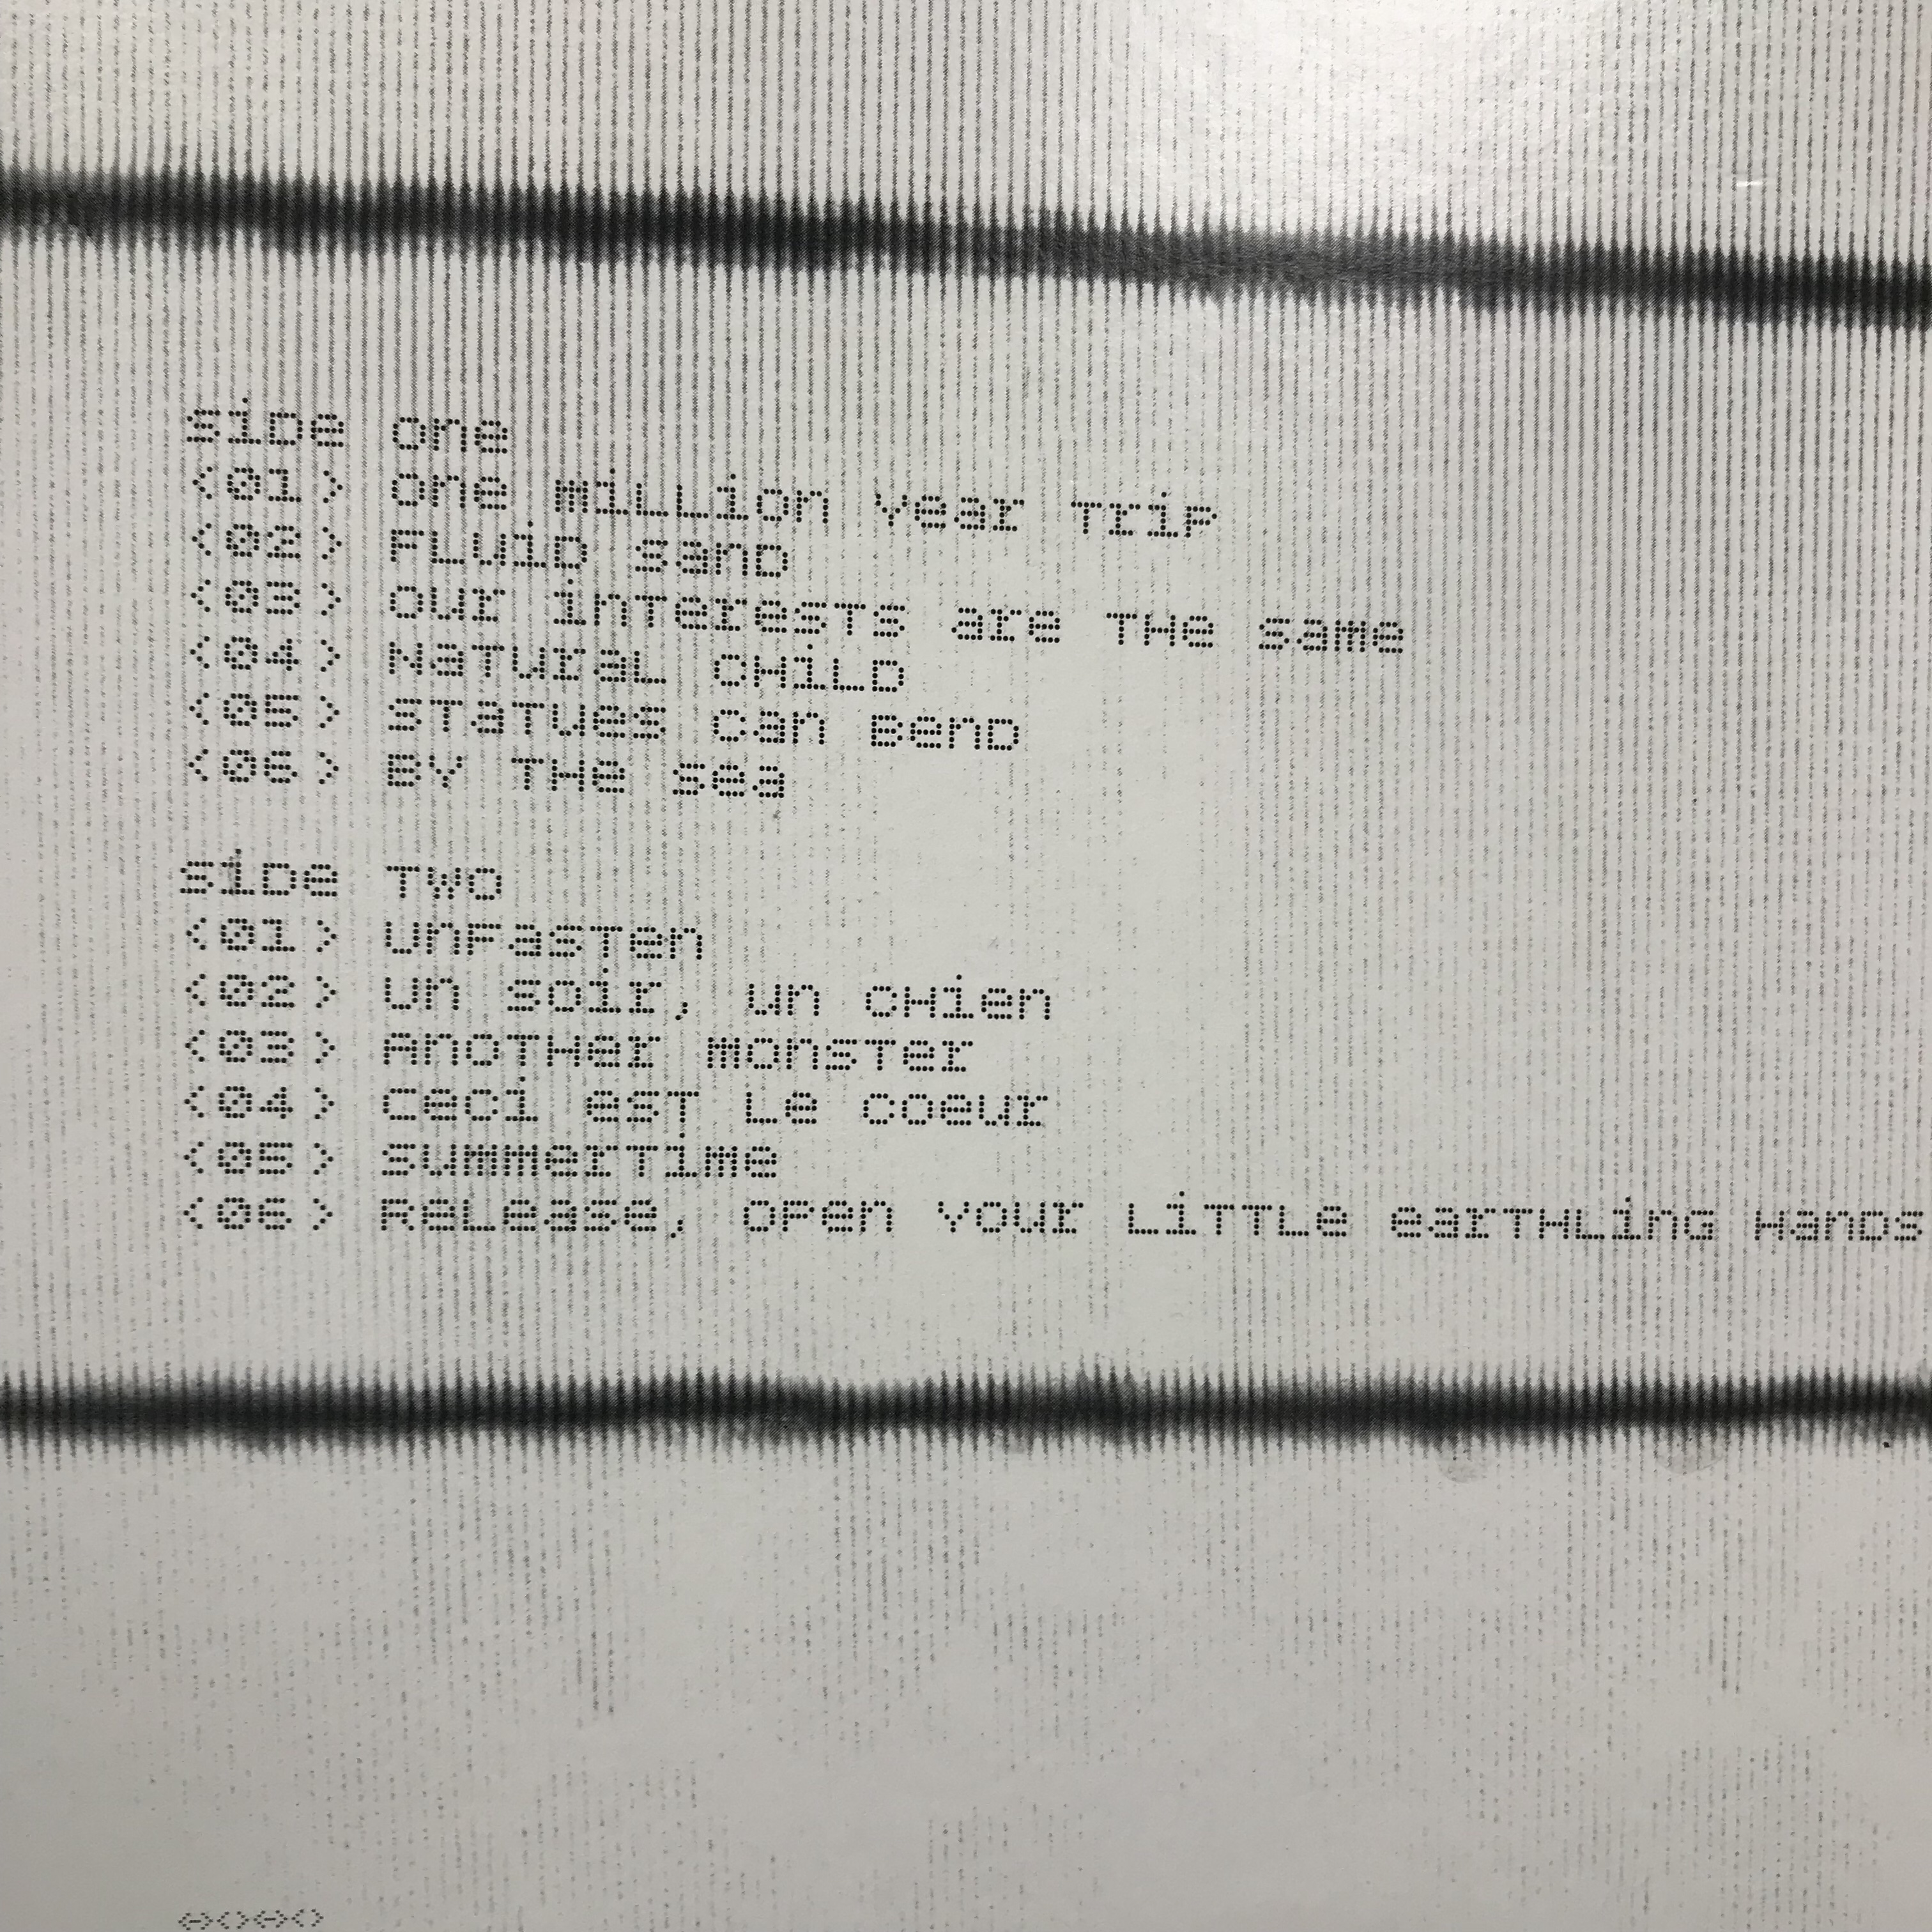 SiDe one
<01> one miLLion year Trip
<02> FLuiD sanD
<03> our inTeresTs are THe same
<04> NaTuraL CHiLD
<05> sTaTues can BenD
<06> BY THe sea
SiDe TWO
<01> unFasTen
<02> un soir, un CHien
<03> AnoTHer monsTer
<04> ceci esT Le coeur
<05> summerTime
<06> ReLease, open your LiTTLe earTHLing HanDs
<-><><-><>